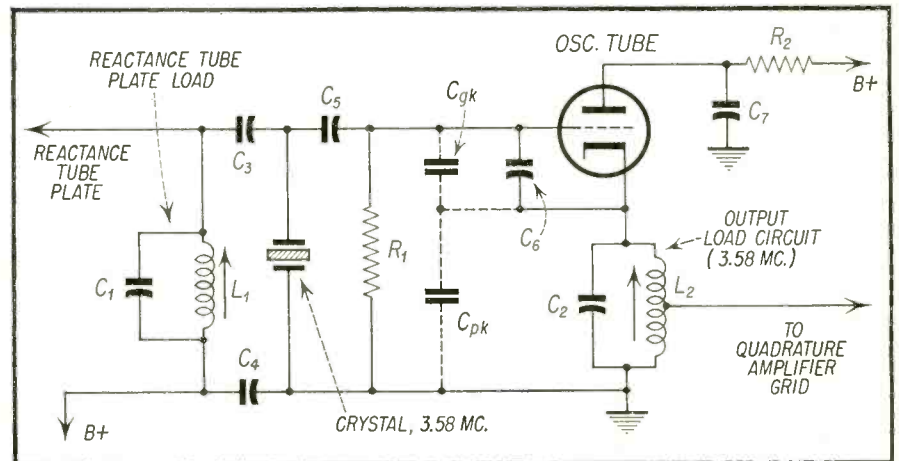 OSC. TUBE
R2
B+
REACTANCE TUBE
PLATE LOAD
C5
Cgk
C7
C3
REACTANCE
TUBE
PLATE
C6
OUTPUT
LOAD CIRCUIT
(3.58 MC.)
C1
L1
R1
Cpk
C2
L2
C4
TO
QUADRATURE
AMPLIFIER
GRID
B+
CRYSTAL, 3.58 MC.